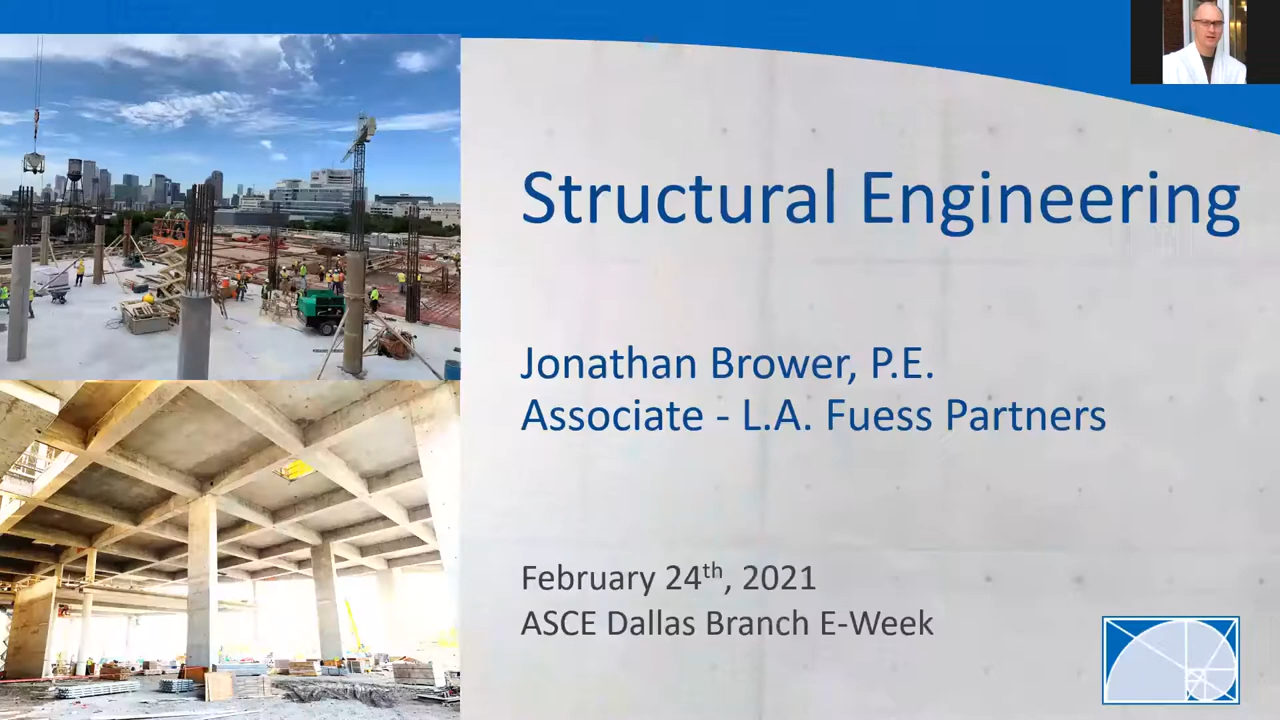 Structural Engineering
Jonathan Brower, P.E.
Associate - L.A. Fuess Partners
February 24th, 2021
ASCE Dallas Branch E-Week